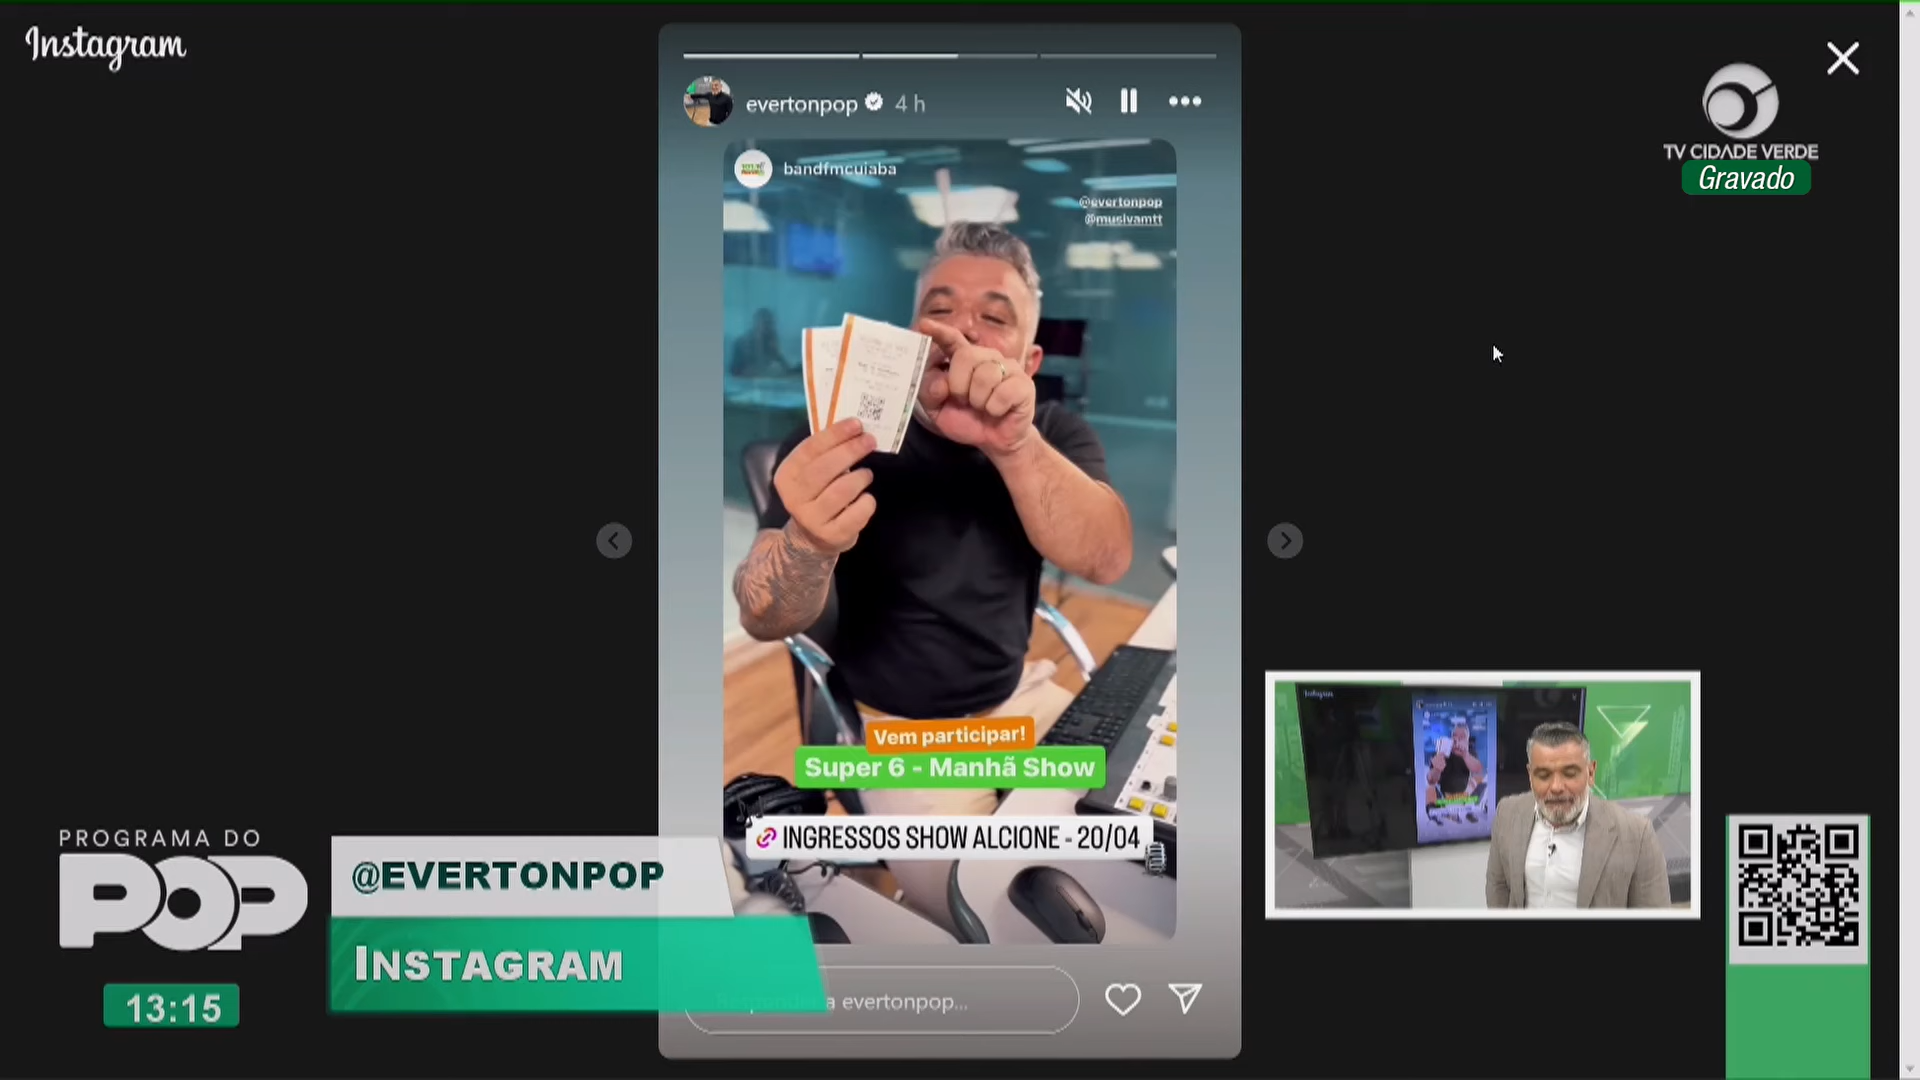 Instagram
evertonpop 4 h
TV CIDADE VERDE
Gravado
bandfmcuiaba
@evertonpop
@musivamtt
Vem participar!
Super 6 - Manhã Show
INGRESSOS SHOW ALCIONE - 20/04
PROGRAMA DO
POP
@EVERTONPOP
INSTAGRAM
a evertonpop...
13:15